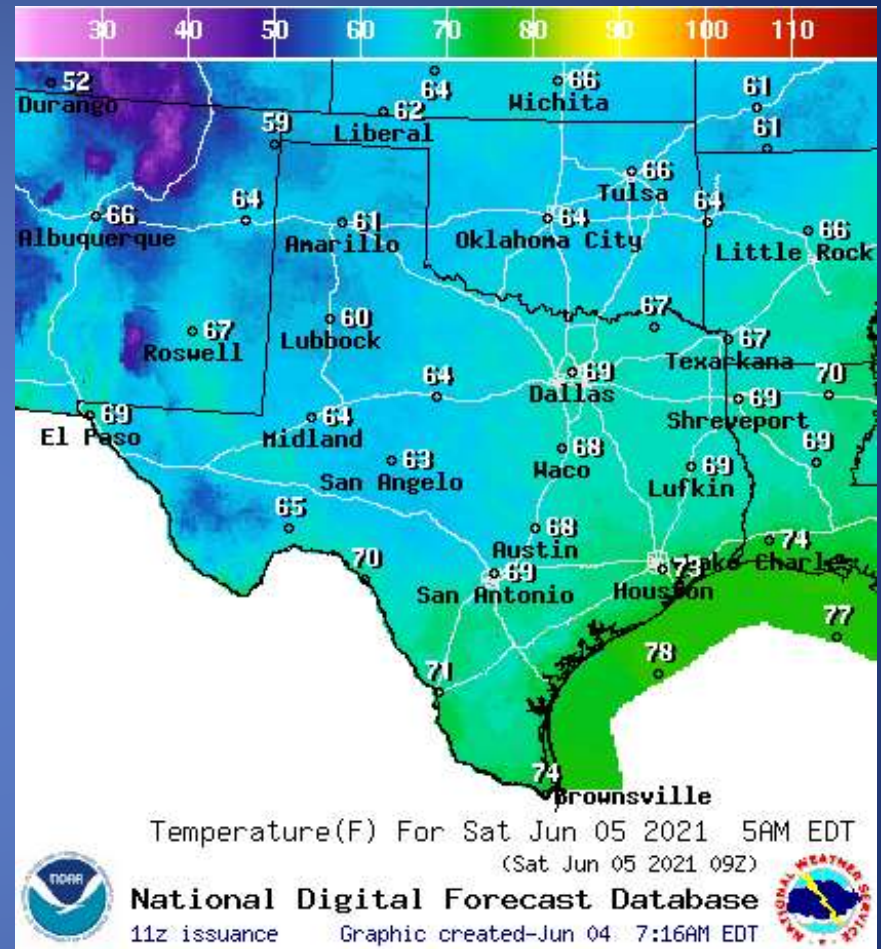 30 40 50 60 70 80 90 100 110
52
Durango
64
66
Wichita
61
62
Liberal
59
61
66
Tulsa
66
Albuquerque
64
61
Amarillo
64
Oklahoma City
64
66
Little Rock
67
Roswell
60
Lubbock
67
67
Texarkana
69
Dallas
64
70
69
Shreveport
69
El Paso
64
Midland
63
San Angelo
68
Waco
69
Lufkin
69
65
68
Austin
74
Lake Charles
70
69
San Antonio
73
Houston
77
78
71
74
Brownsville
Temperature(F) For Sat Jun 05 2021 5AM EDT
(Sat Jun 05 2021 09Z)
NOAA
National Digital Forecast Database
NATIONAL WEATHER SERVICE
11z issuance Graphic created-Jun 04 7:16AM EDT